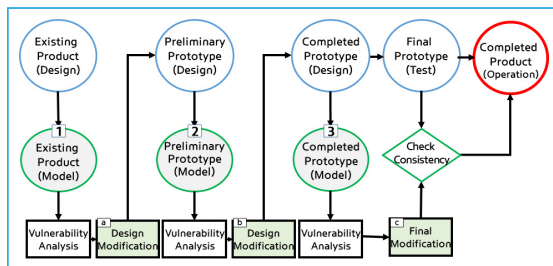 Existing
Product
(Design)
Preliminary
Prototype
(Design)
Completed
Prototype
(Design)
Final
Prototype
(Test)
Completed
Product
(Operation)
1
Existing
Product
(Model)
2
Preliminary
Prototype
(Model)
3
Completed
Prototype
(Model)
Check
Consistency
Vulnerability
Analysis
a
Design
Modification
Vulnerability
Analysis
b
Design
Modification
Vulnerability
Analysis
c
Final
Modification